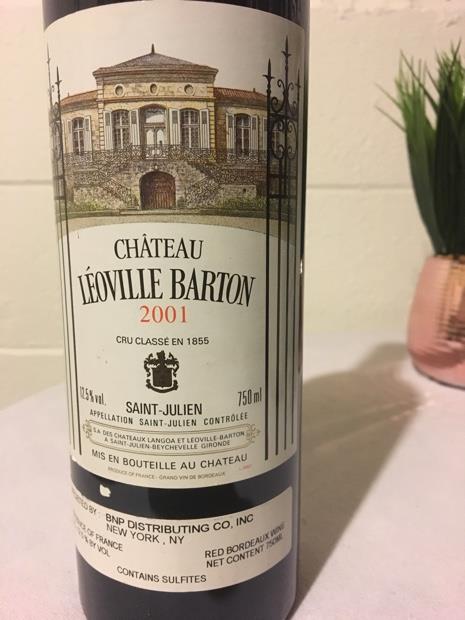 CHÂTEAU
LÉOVILLE BARTON
2001
CRU CLASSÉ EN 1855
12.5% vol. SAINT-JULIEN 750 ml
APPELLATION SAINT-JULIEN CONTRÔLÉE
S.A. DES CHATEAUX LANGOA ET LÉOVILLE-BARTON
A SAINT-JULIEN-BEYCHEVELLE GIRONDE
MIS EN BOUTEILLE AU CHATEAU
PRODUCE OF FRANCE - GRAND VIN DE BORDEAUX
BY: BNP DISTRIBUTING CO, INC
NEW YORK , NY
OF FRANCE RED BORDEAUX WINE
% BY VOL NET CONTENT 750ML
CONTAINS SULFITES